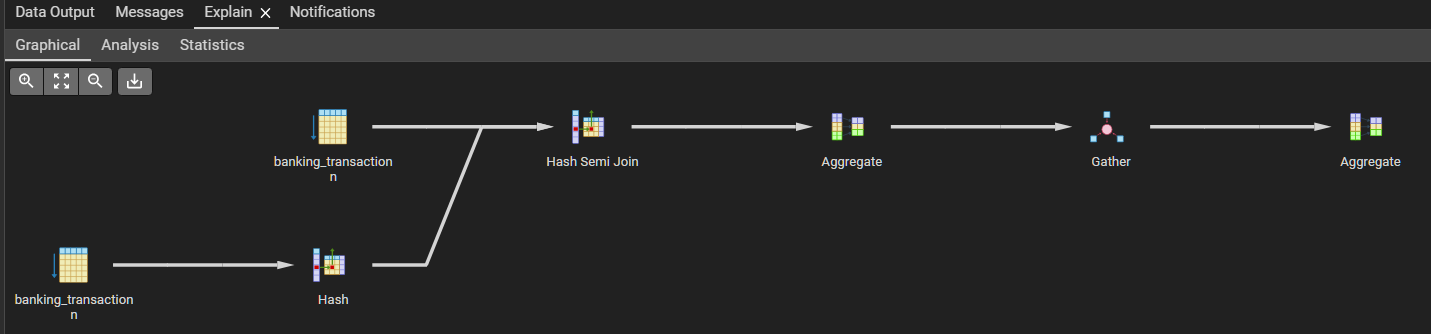 Data Output Messages Explain Notifications
Graphical Analysis Statistics
banking_transaction
n
Hash Semi Join
Aggregate
Gather
Aggregate
banking_transaction
n
Hash